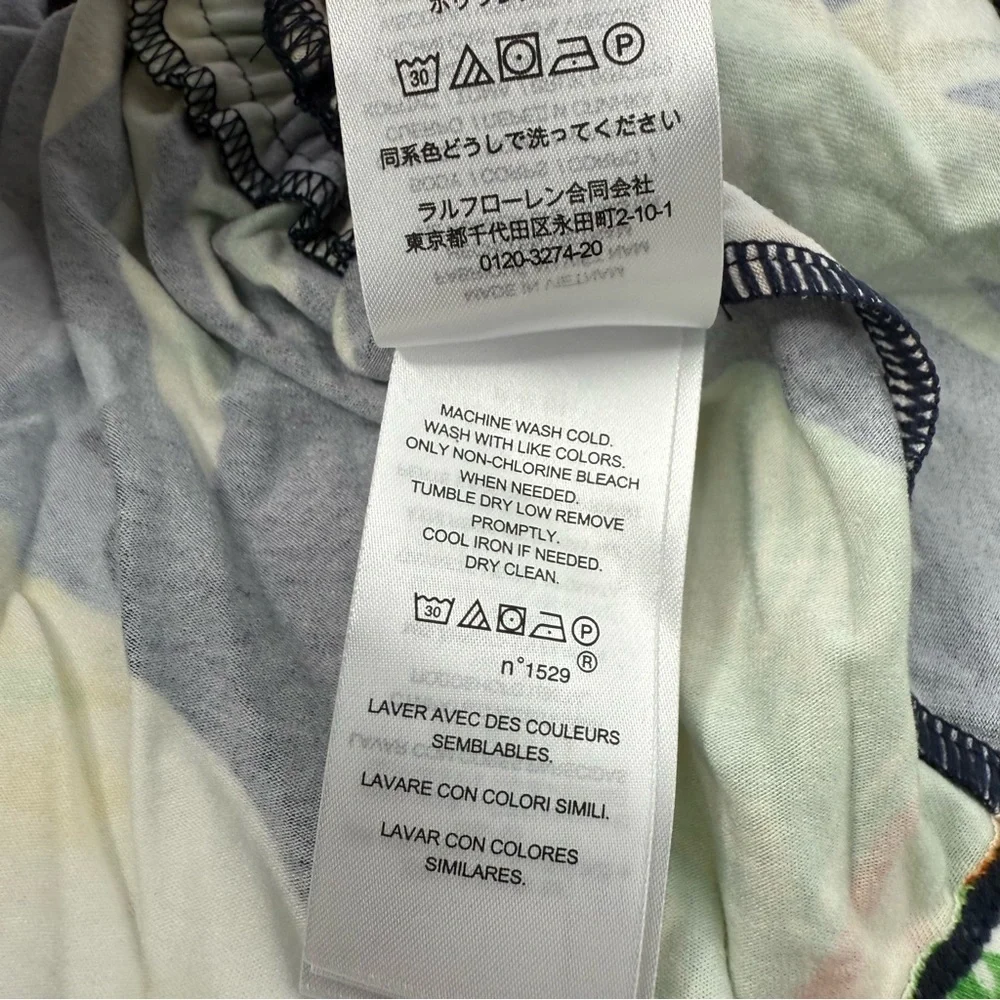 30 P
同系色どうしで洗ってください
ラルフローレン合同会社
東京都千代田区永田町2-10-1
0120-3274-20
MADE IN VIETNAM
MACHINE WASH COLD.
WASH WITH LIKE COLORS.
ONLY NON-CHLORINE BLEACH
WHEN NEEDED.
TUMBLE DRY LOW REMOVE
PROMPTLY.
COOL IRON IF NEEDED.
DRY CLEAN.
30 P
n°1529 ®
LAVER AVEC DES COULEURS
SEMBLABLES.
LAVARE CON COLORI SIMILI.
LAVAR CON COLORES
SIMILARES.